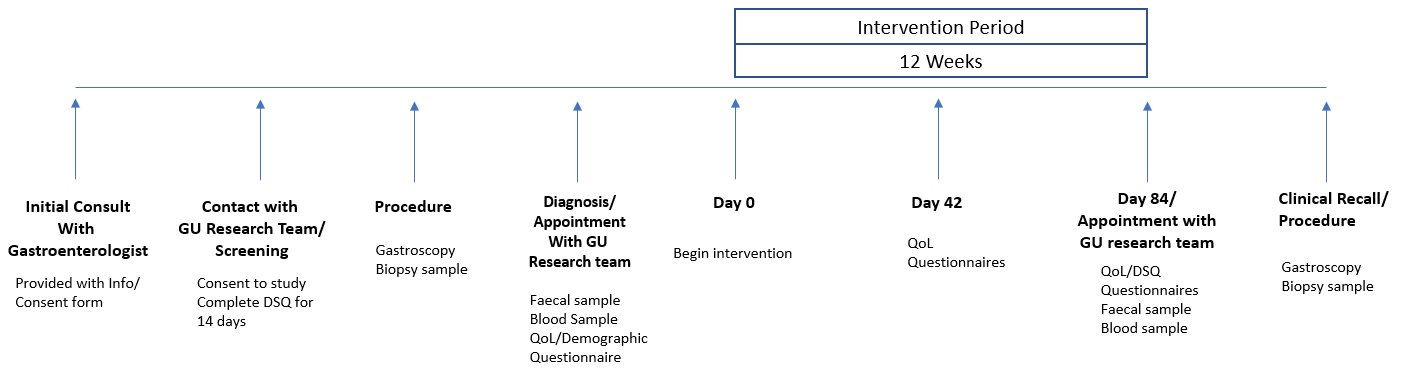 Intervention Period
12 Weeks
Initial Consult
With
Gastroenterologist
Provided with Info/
Consent form
Contact with
GU Research Team/
Screening
Consent to study
Complete DSQ for
14 days
Procedure
Gastroscopy
Biopsy sample
Diagnosis/
Appointment
With GU
Research team
Faecal sample
Blood Sample
QoL/Demographic
Questionnaire
Day 0
Begin intervention
Day 42
QoL
Questionnaires
Day 84/
Appointment with
GU research team
QoL/DSQ
Questionnaires
Faecal sample
Blood sample
Clinical Recall/
Procedure
Gastroscopy
Biopsy sample